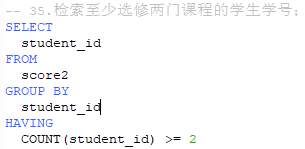 -- 35.检索至少选修两门课程的学生学号;
SELECT
student_id
FROM
score2
GROUP BY
student_id
HAVING
COUNT(student_id) >= 2